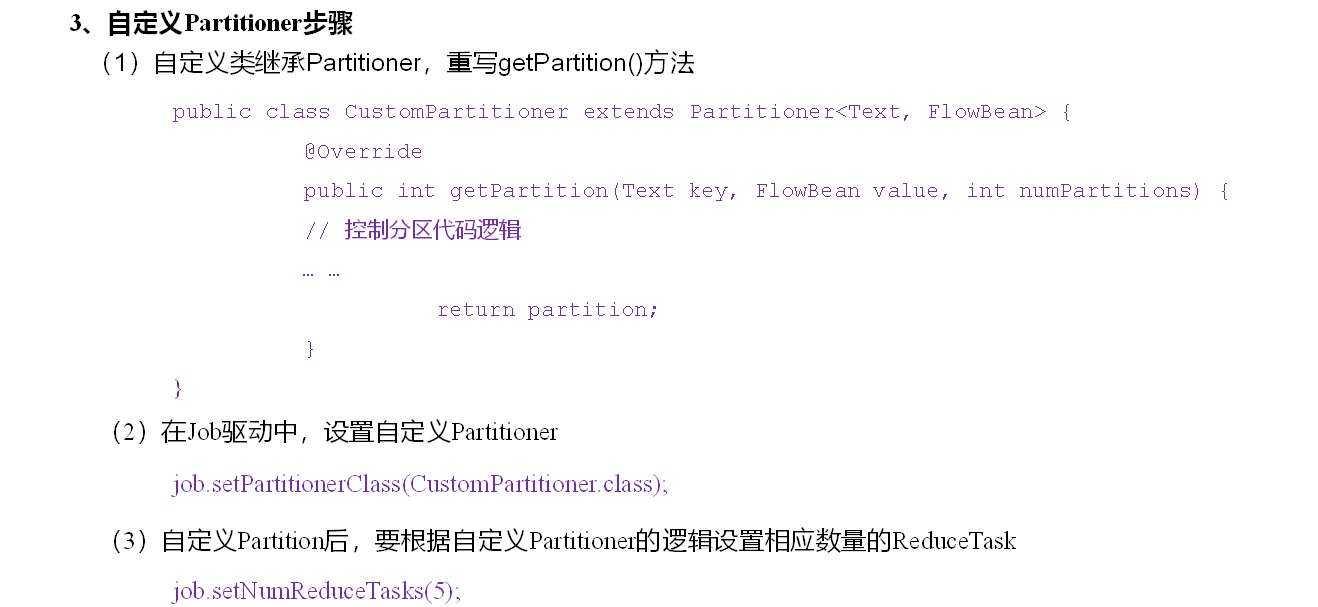 3、自定义Partitioner步骤
（1）自定义类继承Partitioner，重写getPartition()方法
public class CustomPartitioner extends Partitioner<Text, FlowBean> {
@Override
public int getPartition(Text key, FlowBean value, int numPartitions) {
// 控制分区代码逻辑
… …
return partition;
}
}
（2）在Job驱动中，设置自定义Partitioner
job.setPartitionerClass(CustomPartitioner.class);
（3）自定义Partition后，要根据自定义Partitioner的逻辑设置相应数量的ReduceTask
job.setNumReduceTasks(5);